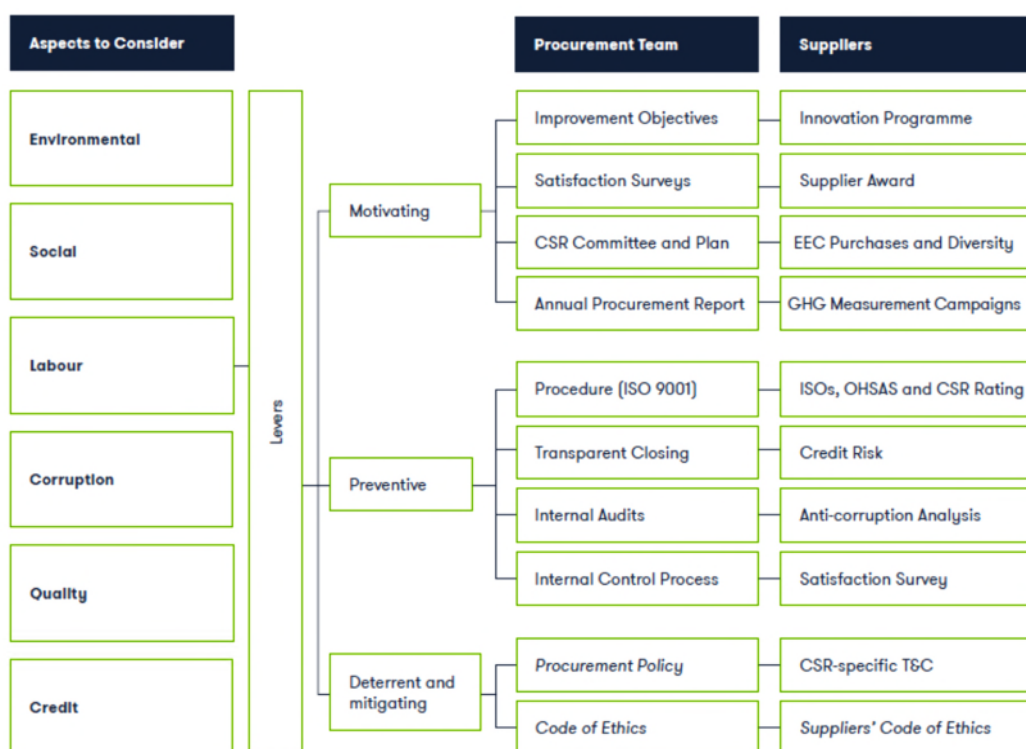 Aspects to Consider
Procurement Team
Suppliers
Environmental
Social
Labour
Corruption
Quality
Credit
Levers
Motivating
Improvement Objectives
Innovation Programme
Satisfaction Surveys
Supplier Award
CSR Committee and Plan
EEC Purchases and Diversity
Annual Procurement Report
GHG Measurement Campaigns
Preventive
Procedure (ISO 9001)
ISOs, OHSAS and CSR Rating
Transparent Closing
Credit Risk
Internal Audits
Anti-corruption Analysis
Internal Control Process
Satisfaction Survey
Deterrent and
mitigating
Procurement Policy
CSR-specific T&C
Code of Ethics
Suppliers' Code of Ethics